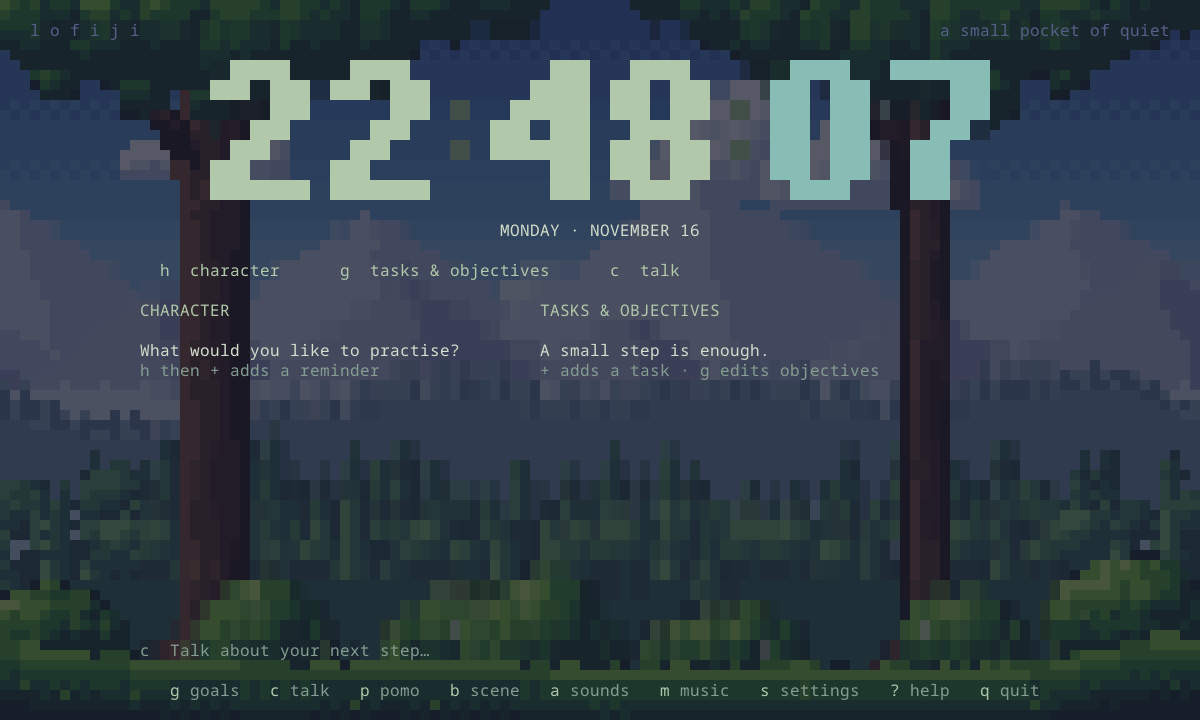 l o f i j i
a small pocket of quiet
22:48:07
MONDAY · NOVEMBER 16
h character g tasks & objectives c talk
CHARACTER
What would you like to practise?
h then + adds a reminder
TASKS & OBJECTIVES
A small step is enough.
+ adds a task · g edits objectives
c Talk about your next step…
g goals c talk p pomo b scene a sounds m music s settings ? help q quit